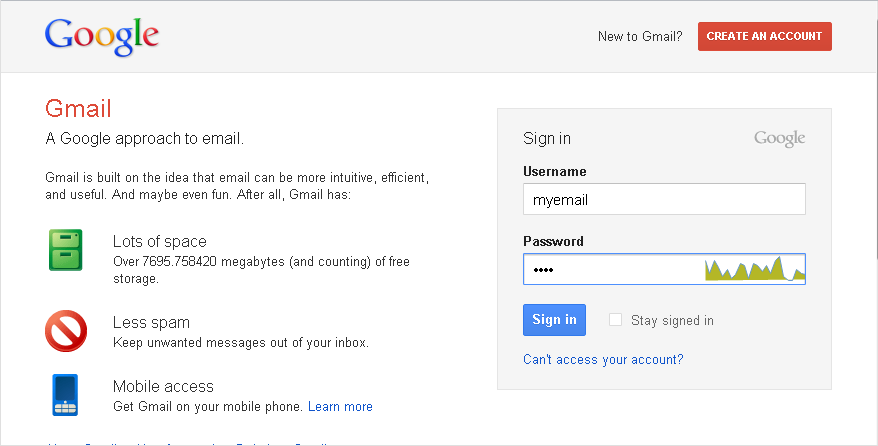 Google
New to Gmail?
CREATE AN ACCOUNT
Gmail
A Google approach to email.
Gmail is built on the idea that email can be more intuitive, efficient,
and useful. And maybe even fun. After all, Gmail has:
Lots of space
Over 7695.758420 megabytes (and counting) of free
storage.
Less spam
Keep unwanted messages out of your inbox.
Mobile access
Get Gmail on your mobile phone. Learn more
Sign in
Google
Username
myemail
Password
••••
Sign in
Stay signed in
Can't access your account?